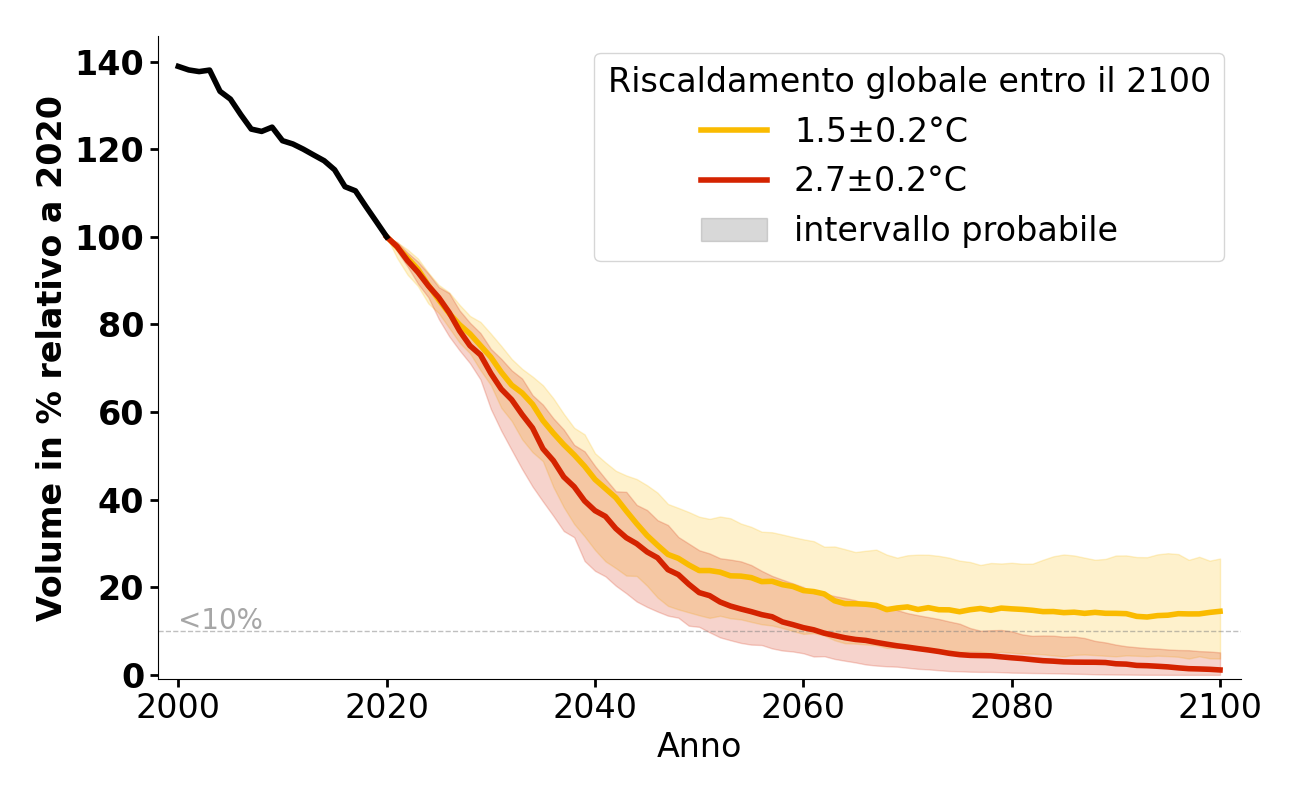 Volume in % relativo a 2020
140
120
100
80
60
40
20
0
<10%
Riscaldamento globale entro il 2100
1.5±0.2°C
2.7±0.2°C
intervallo probabile
2000 2020 2040 2060 2080 2100
Anno